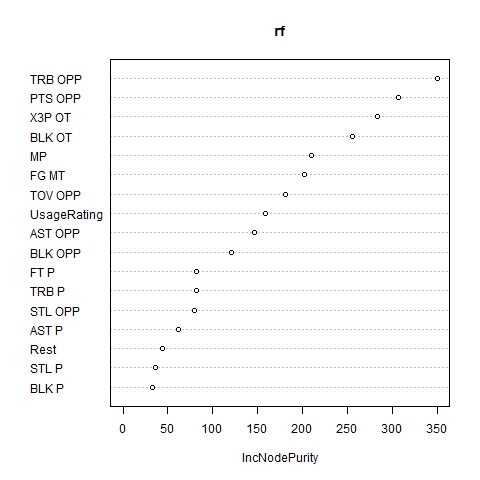 rf
TRB OPP
PTS OPP
X3P OT
BLK OT
MP
FG MT
TOV OPP
UsageRating
AST OPP
BLK OPP
FT P
TRB P
STL OPP
AST P
Rest
STL P
BLK P
0 50 100 150 200 250 300 350
IncNodePurity